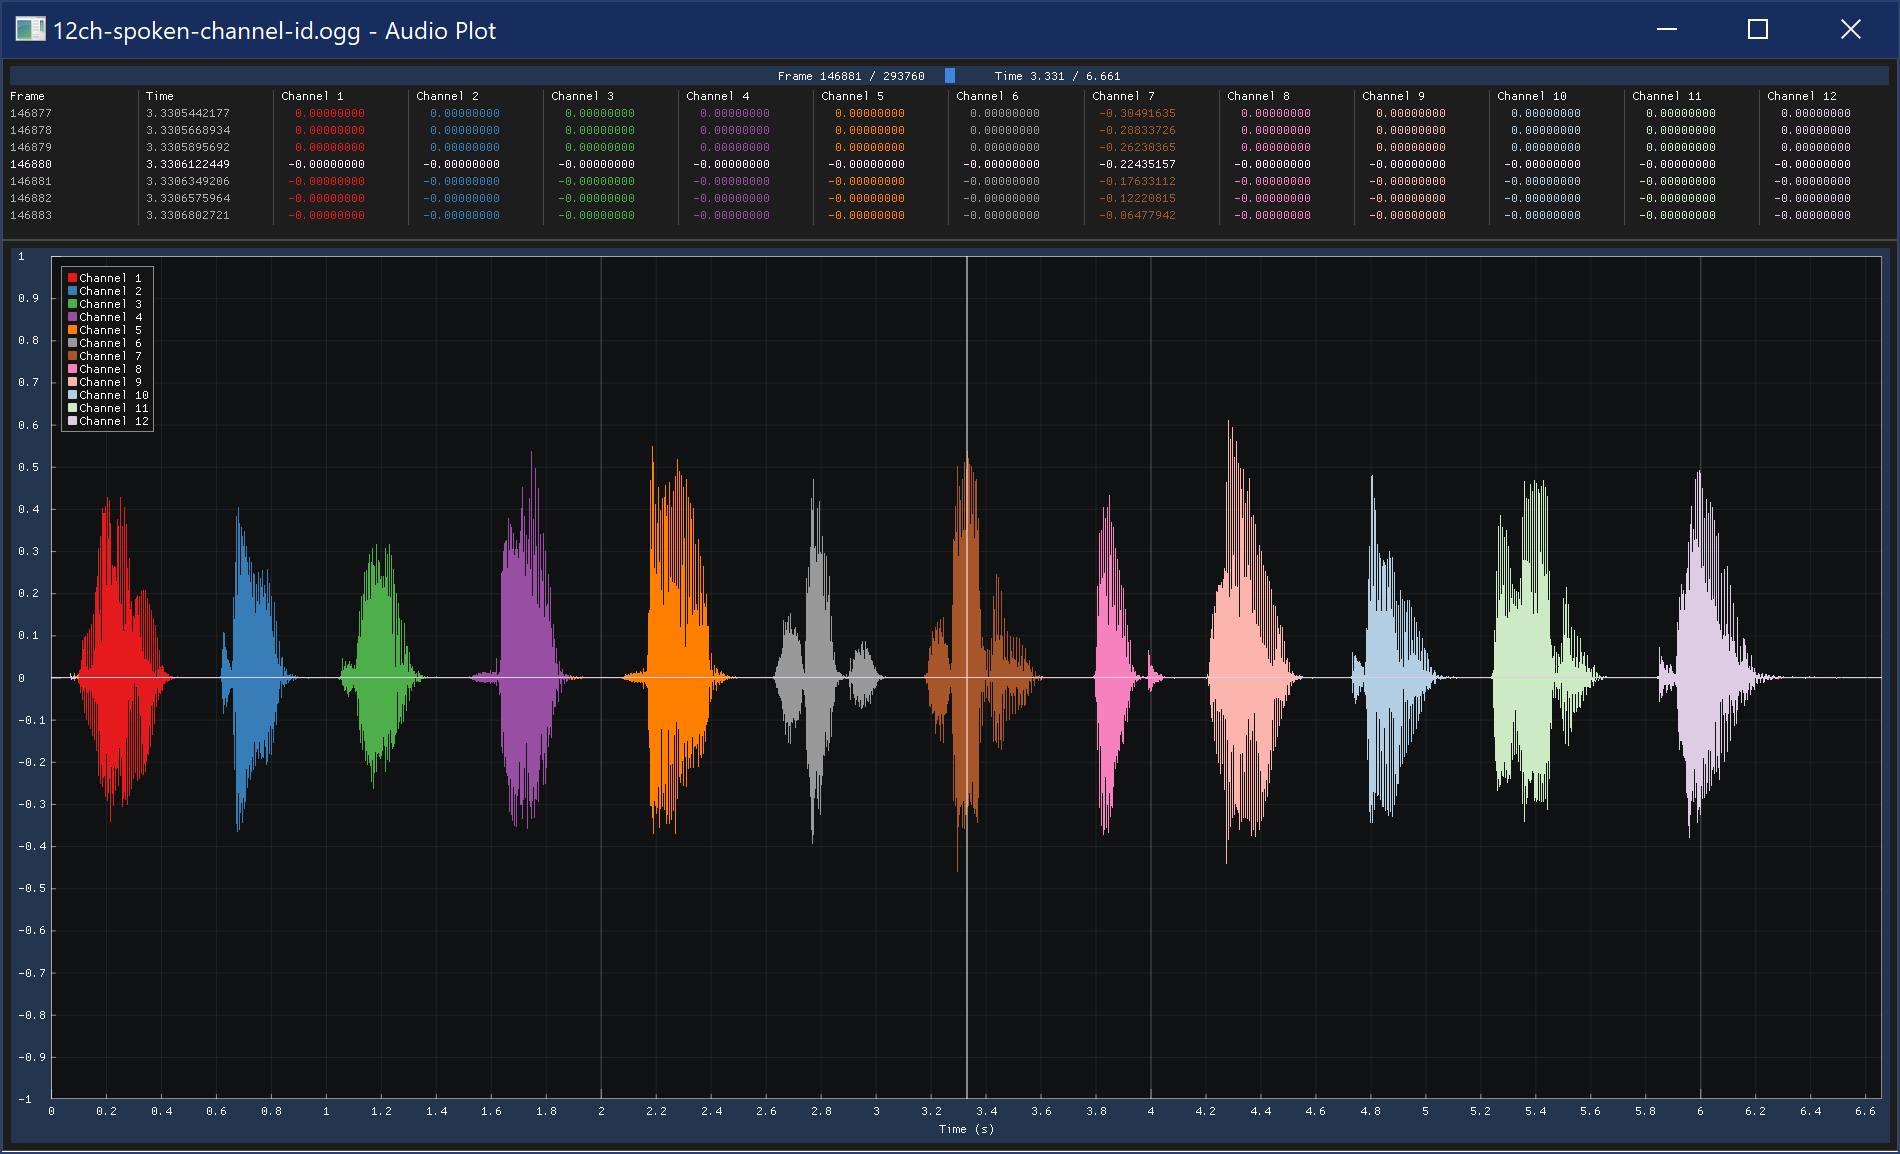 12ch-spoken-channel-id.ogg - Audio Plot
Frame 146881 / 293760 Time 3.331 / 6.661
Frame Time Channel 1 Channel 2 Channel 3 Channel 4 Channel 5 Channel 6 Channel 7 Channel 8 Channel 9 Channel 10 Channel 11 Channel 12
146877 3.3305442177 0.00000000 0.00000000 0.00000000 0.00000000 0.00000000 0.00000000 -0.30491635 0.00000000 0.00000000 0.00000000 0.00000000 0.00000000
146878 3.3305668934 0.00000000 0.00000000 0.00000000 0.00000000 0.00000000 0.00000000 -0.28833726 0.00000000 0.00000000 0.00000000 0.00000000 0.00000000
146879 3.3305895692 0.00000000 0.00000000 0.00000000 0.00000000 0.00000000 0.00000000 -0.26230365 0.00000000 0.00000000 0.00000000 0.00000000 0.00000000
146880 3.3306122449 -0.00000000 -0.00000000 -0.00000000 -0.00000000 -0.00000000 -0.00000000 -0.22435157 -0.00000000 -0.00000000 -0.00000000 -0.00000000 -0.00000000
146881 3.3306349206 -0.00000000 -0.00000000 -0.00000000 -0.00000000 -0.00000000 -0.00000000 -0.17633112 -0.00000000 -0.00000000 -0.00000000 -0.00000000 -0.00000000
146882 3.3306575964 -0.00000000 -0.00000000 -0.00000000 -0.00000000 -0.00000000 -0.00000000 -0.12220815 -0.00000000 -0.00000000 -0.00000000 -0.00000000 -0.00000000
146883 3.3306802721 -0.00000000 -0.00000000 -0.00000000 -0.00000000 -0.00000000 -0.00000000 -0.06477942 -0.00000000 -0.00000000 -0.00000000 -0.00000000 -0.00000000
1
0.9
0.8
0.7
0.6
0.5
0.4
0.3
0.2
0.1
0
-0.1
-0.2
-0.3
-0.4
-0.5
-0.6
-0.7
-0.8
-0.9
-1
Channel 1
Channel 2
Channel 3
Channel 4
Channel 5
Channel 6
Channel 7
Channel 8
Channel 9
Channel 10
Channel 11
Channel 12
0 0.2 0.4 0.6 0.8 1 1.2 1.4 1.6 1.8 2 2.2 2.4 2.6 2.8 3 3.2 3.4 3.6 3.8 4 4.2 4.4 4.6 4.8 5 5.2 5.4 5.6 5.8 6 6.2 6.4 6.6
Time (s)